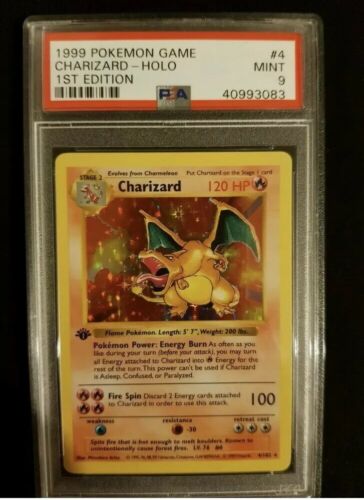 1999 POKEMON GAME #4
CHARIZARD - HOLO MINT
1ST EDITION 9
PSA 40993083
STAGE 2 Evolves from Charmeleon Put Charizard on the Stage 1 card
Charizard 120 HP
Flame Pokémon. Length: 5' 7", Weight: 200 lbs.
Pokémon Power: Energy Burn As often as you
like during your turn (before your attack), you may turn
all Energy attached to Charizard into Energy for the
rest of the turn. This power can't be used if Charizard
is Asleep, Confused, or Paralyzed.
Fire Spin Discard 2 Energy cards attached
to Charizard in order to use this attack. 100
weakness resistance retreat cost
-30
Spits fire that is hot enough to melt boulders. Known to
unintentionally cause forest fires. LV. 76 #6
4/102